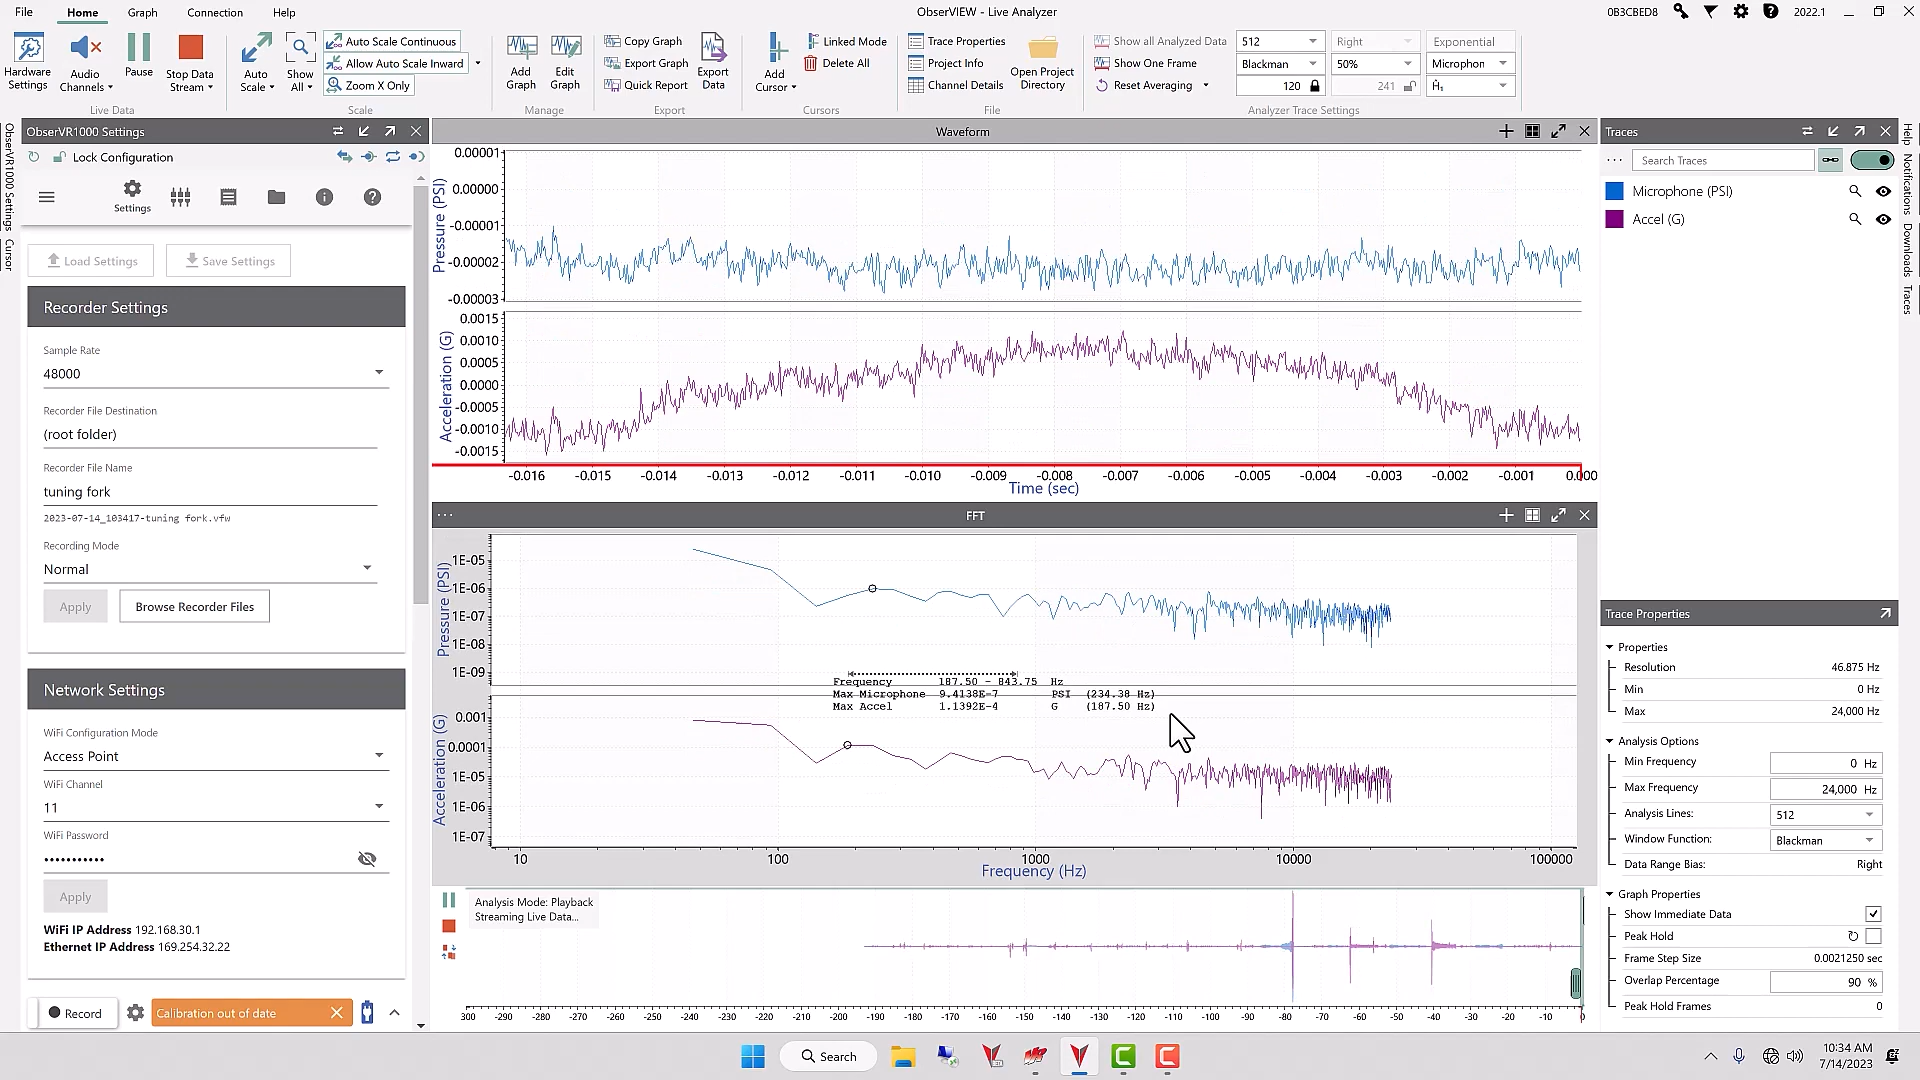 File Home Graph Connection Help
ObserVIEW - Live Analyzer
0B3CBED8 2022.1
Hardware Settings
Audio Channels
Pause
Stop Data Stream
Live Data
Auto Scale
Show All
Auto Scale Continuous
Allow Auto Scale Inward
Zoom X Only
Scale
Add Graph
Edit Graph
Manage
Copy Graph
Export Graph
Quick Report
Export Data
Export
Add Cursor
Linked Mode
Delete All
Cursors
Trace Properties
Project Info
Channel Details
Open Project Directory
File
Show all Analyzed Data
Show One Frame
Reset Averaging
512 Right Exponential
Blackman 50% Microphon
120 241 Ĥ₁
Analyzer Trace Settings
ObserVR1000 Settings
Cursor
ObserVR1000 Settings
Lock Configuration
Settings
Load Settings Save Settings
Recorder Settings
Sample Rate
48000
Recorder File Destination
(root folder)
Recorder File Name
tuning fork
2023-07-14_103417-tuning fork.vfw
Recording Mode
Normal
Apply Browse Recorder Files
Network Settings
WiFi Configuration Mode
Access Point
WiFi Channel
11
WiFi Password
•••••••••••
Apply
WiFi IP Address 192.168.30.1
Ethernet IP Address 169.254.32.22
Record Calibration out of date
Waveform
Pressure (PSI)
0.00001
0.00000
-0.00001
-0.00002
-0.00003
Acceleration (G)
0.0015
0.0010
0.0005
0.0000
-0.0005
-0.0010
-0.0015
-0.016 -0.015 -0.014 -0.013 -0.012 -0.011 -0.010 -0.009 -0.008 -0.007 -0.006 -0.005 -0.004 -0.003 -0.002 -0.001 0.000
Time (sec)
FFT
Pressure (PSI)
1E-05
1E-06
1E-07
1E-08
1E-09
Frequency 187.50 - 843.75 Hz
Max Microphone 9.4138E-7 PSI (234.38 Hz)
Max Accel 1.1392E-4 G (187.50 Hz)
Acceleration (G)
0.001
0.0001
1E-05
1E-06
1E-07
10 100 1000 10000 100000
Frequency (Hz)
Analysis Mode: Playback
Streaming Live Data...
300 -290 -280 -270 -260 -250 -240 -230 -220 -210 -200 -190 -180 -170 -160 -150 -140 -130 -120 -110 -100 -90 -80 -70 -60 -50 -40 -30 -20 -10 0
Traces
Search Traces
Microphone (PSI)
Accel (G)
Trace Properties
Properties
Resolution 46.875 Hz
Min 0 Hz
Max 24,000 Hz
Analysis Options
Min Frequency 0 Hz
Max Frequency 24,000 Hz
Analysis Lines: 512
Window Function: Blackman
Data Range Bias: Right
Graph Properties
Show Immediate Data
Peak Hold
Frame Step Size 0.0021250 sec
Overlap Percentage 90 %
Peak Hold Frames 0
Help
Notifications
Downloads
Traces
Search
10:34 AM
7/14/2023